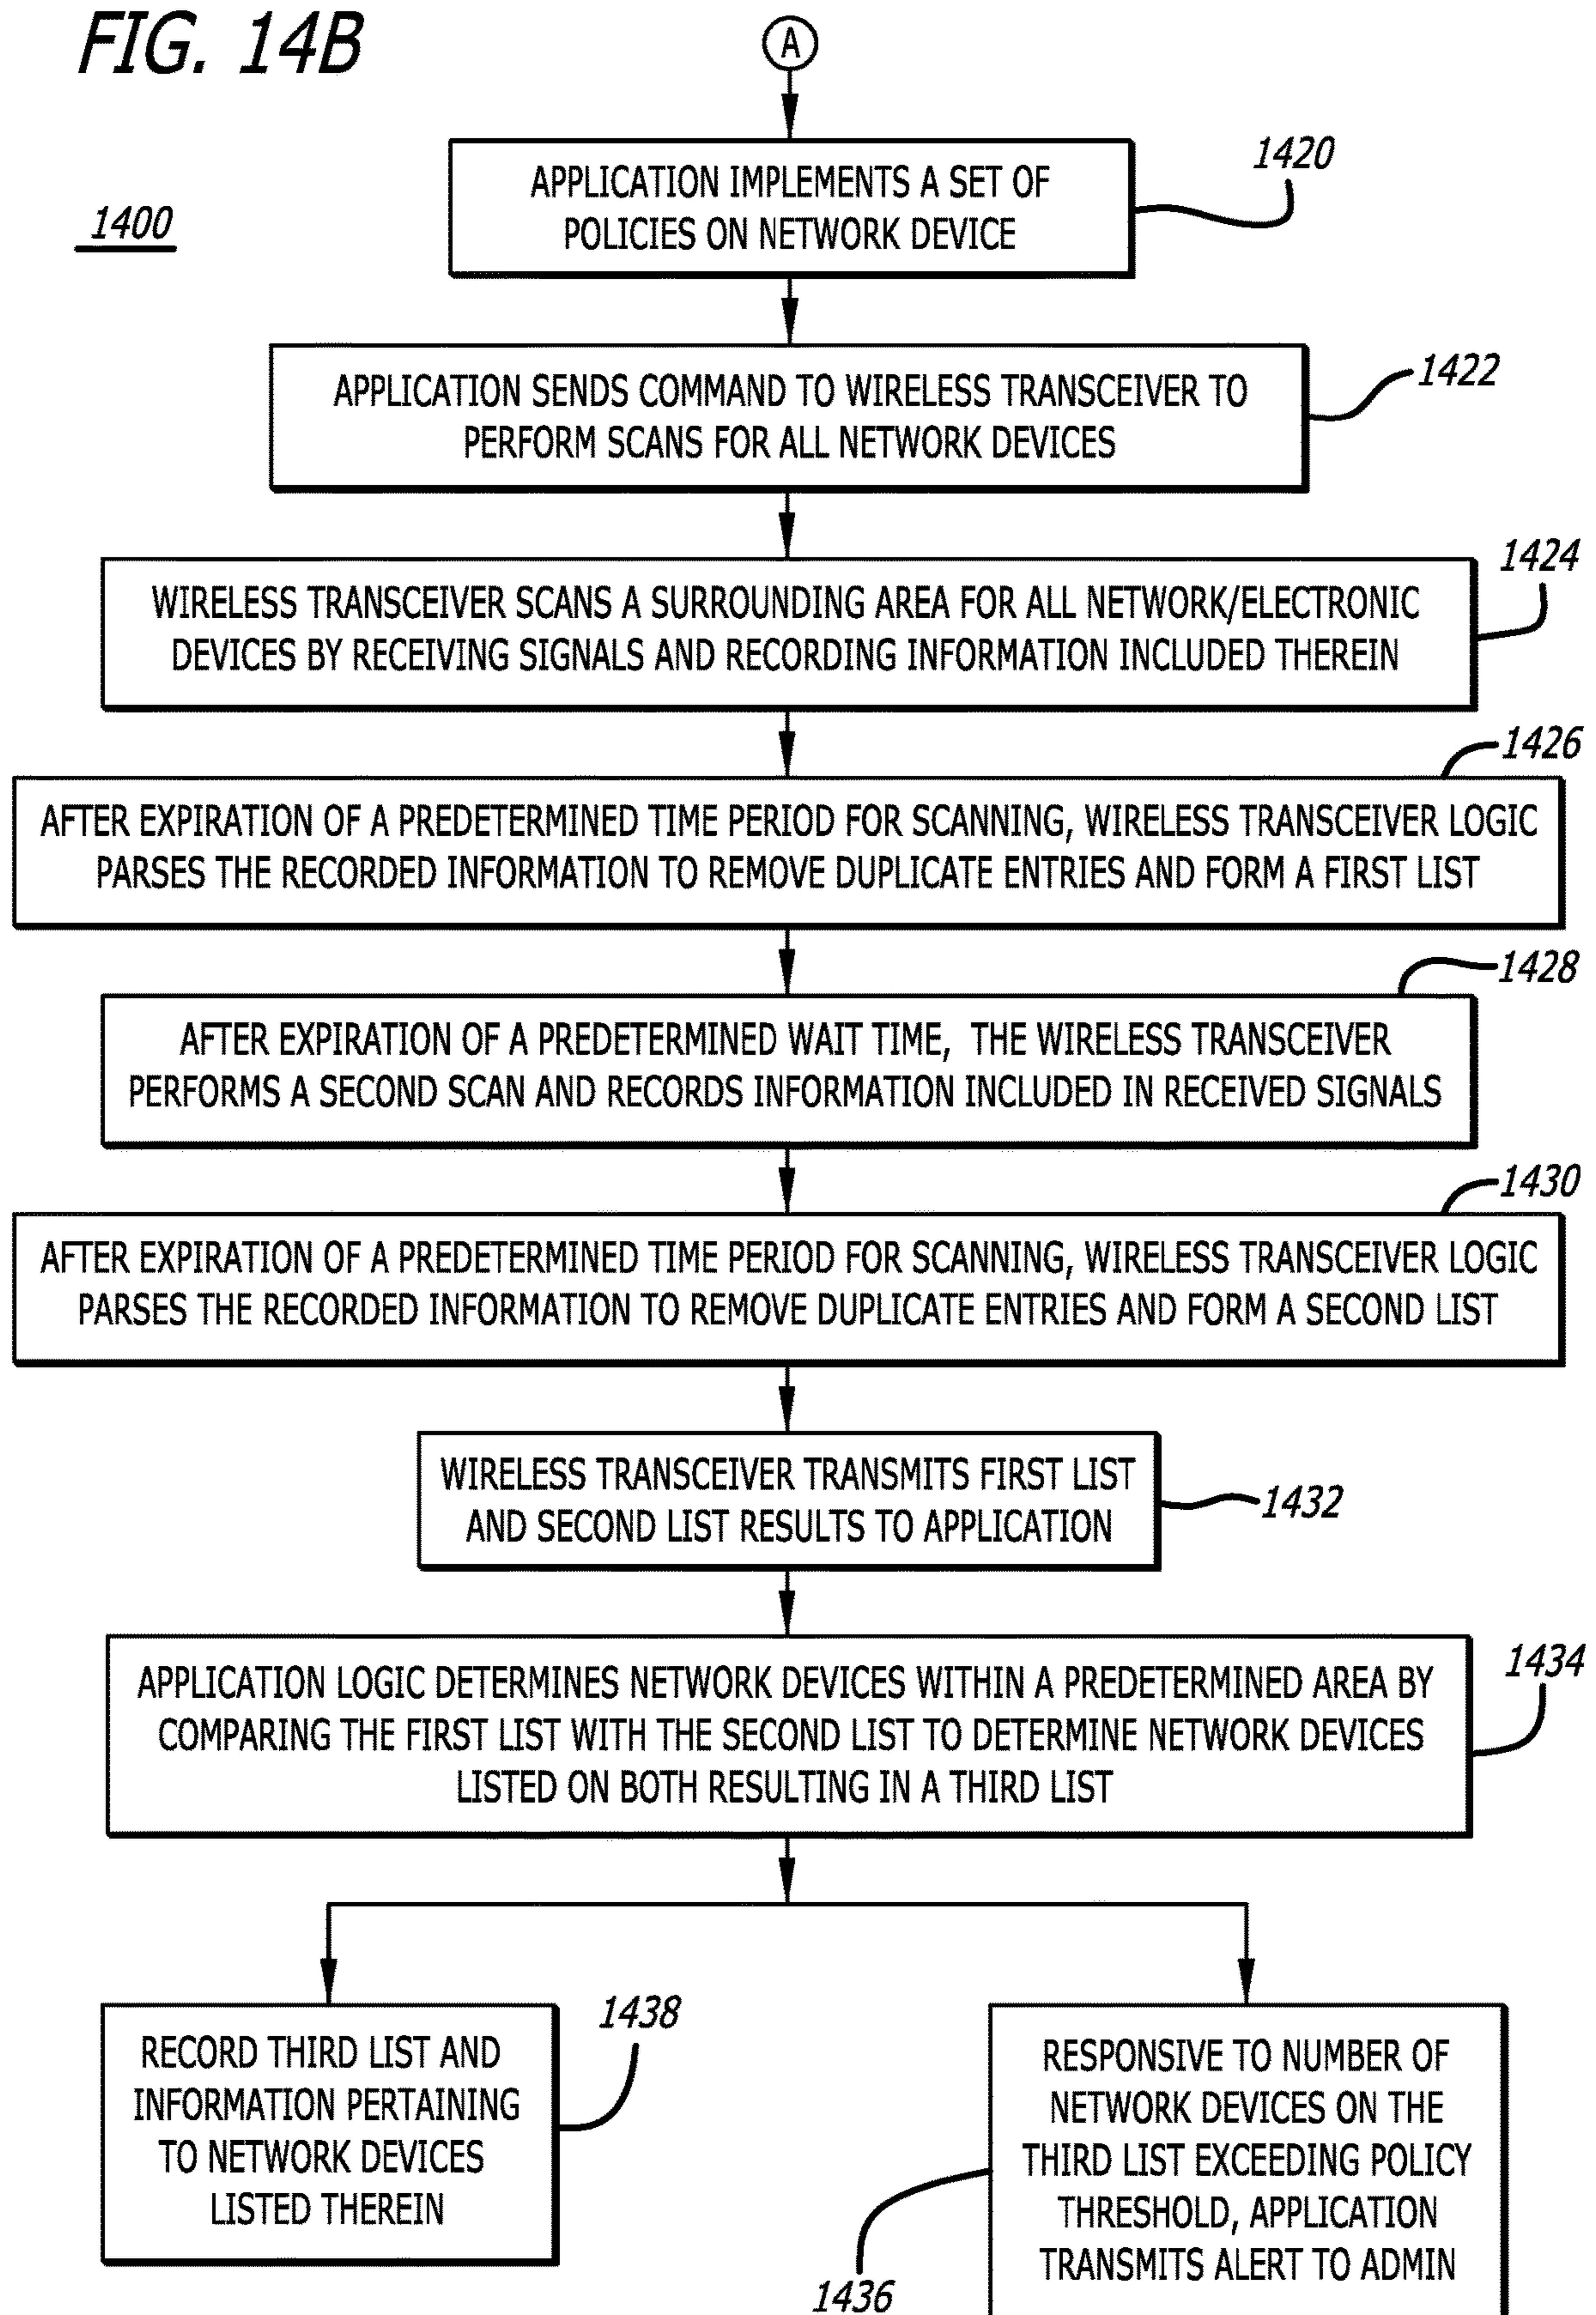 FIG. 14B
A
1400
APPLICATION IMPLEMENTS A SET OF
POLICIES ON NETWORK DEVICE
1420
APPLICATION SENDS COMMAND TO WIRELESS TRANSCEIVER TO
PERFORM SCANS FOR ALL NETWORK DEVICES
1422
WIRELESS TRANSCEIVER SCANS A SURROUNDING AREA FOR ALL NETWORK/ELECTRONIC
DEVICES BY RECEIVING SIGNALS AND RECORDING INFORMATION INCLUDED THEREIN
1424
AFTER EXPIRATION OF A PREDETERMINED TIME PERIOD FOR SCANNING, WIRELESS TRANSCEIVER LOGIC
PARSES THE RECORDED INFORMATION TO REMOVE DUPLICATE ENTRIES AND FORM A FIRST LIST
1426
AFTER EXPIRATION OF A PREDETERMINED WAIT TIME, THE WIRELESS TRANSCEIVER
PERFORMS A SECOND SCAN AND RECORDS INFORMATION INCLUDED IN RECEIVED SIGNALS
1428
AFTER EXPIRATION OF A PREDETERMINED TIME PERIOD FOR SCANNING, WIRELESS TRANSCEIVER LOGIC
PARSES THE RECORDED INFORMATION TO REMOVE DUPLICATE ENTRIES AND FORM A SECOND LIST
1430
WIRELESS TRANSCEIVER TRANSMITS FIRST LIST
AND SECOND LIST RESULTS TO APPLICATION
1432
APPLICATION LOGIC DETERMINES NETWORK DEVICES WITHIN A PREDETERMINED AREA BY
COMPARING THE FIRST LIST WITH THE SECOND LIST TO DETERMINE NETWORK DEVICES
LISTED ON BOTH RESULTING IN A THIRD LIST
1434
RECORD THIRD LIST AND
INFORMATION PERTAINING
TO NETWORK DEVICES
LISTED THEREIN
1438
RESPONSIVE TO NUMBER OF
NETWORK DEVICES ON THE
THIRD LIST EXCEEDING POLICY
THRESHOLD, APPLICATION
TRANSMITS ALERT TO ADMIN
1436